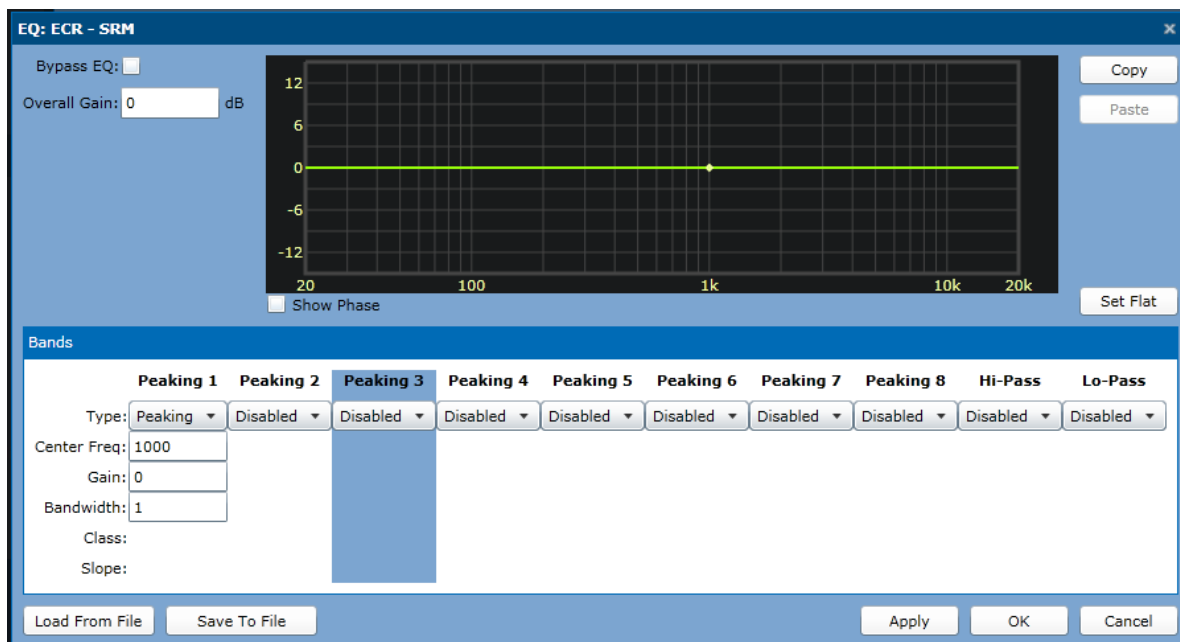 EQ: ECR - SRM ×
Bypass EQ: Copy
Overall Gain: 0 dB Paste
12
6
0
-6
-12
20 100 1k 10k 20k
Show Phase Set Flat
Bands
Peaking 1 Peaking 2 Peaking 3 Peaking 4 Peaking 5 Peaking 6 Peaking 7 Peaking 8 Hi-Pass Lo-Pass
Type: Peaking Disabled Disabled Disabled Disabled Disabled Disabled Disabled Disabled Disabled
Center Freq: 1000
Gain: 0
Bandwidth: 1
Class:
Slope:
Load From File Save To File Apply OK Cancel